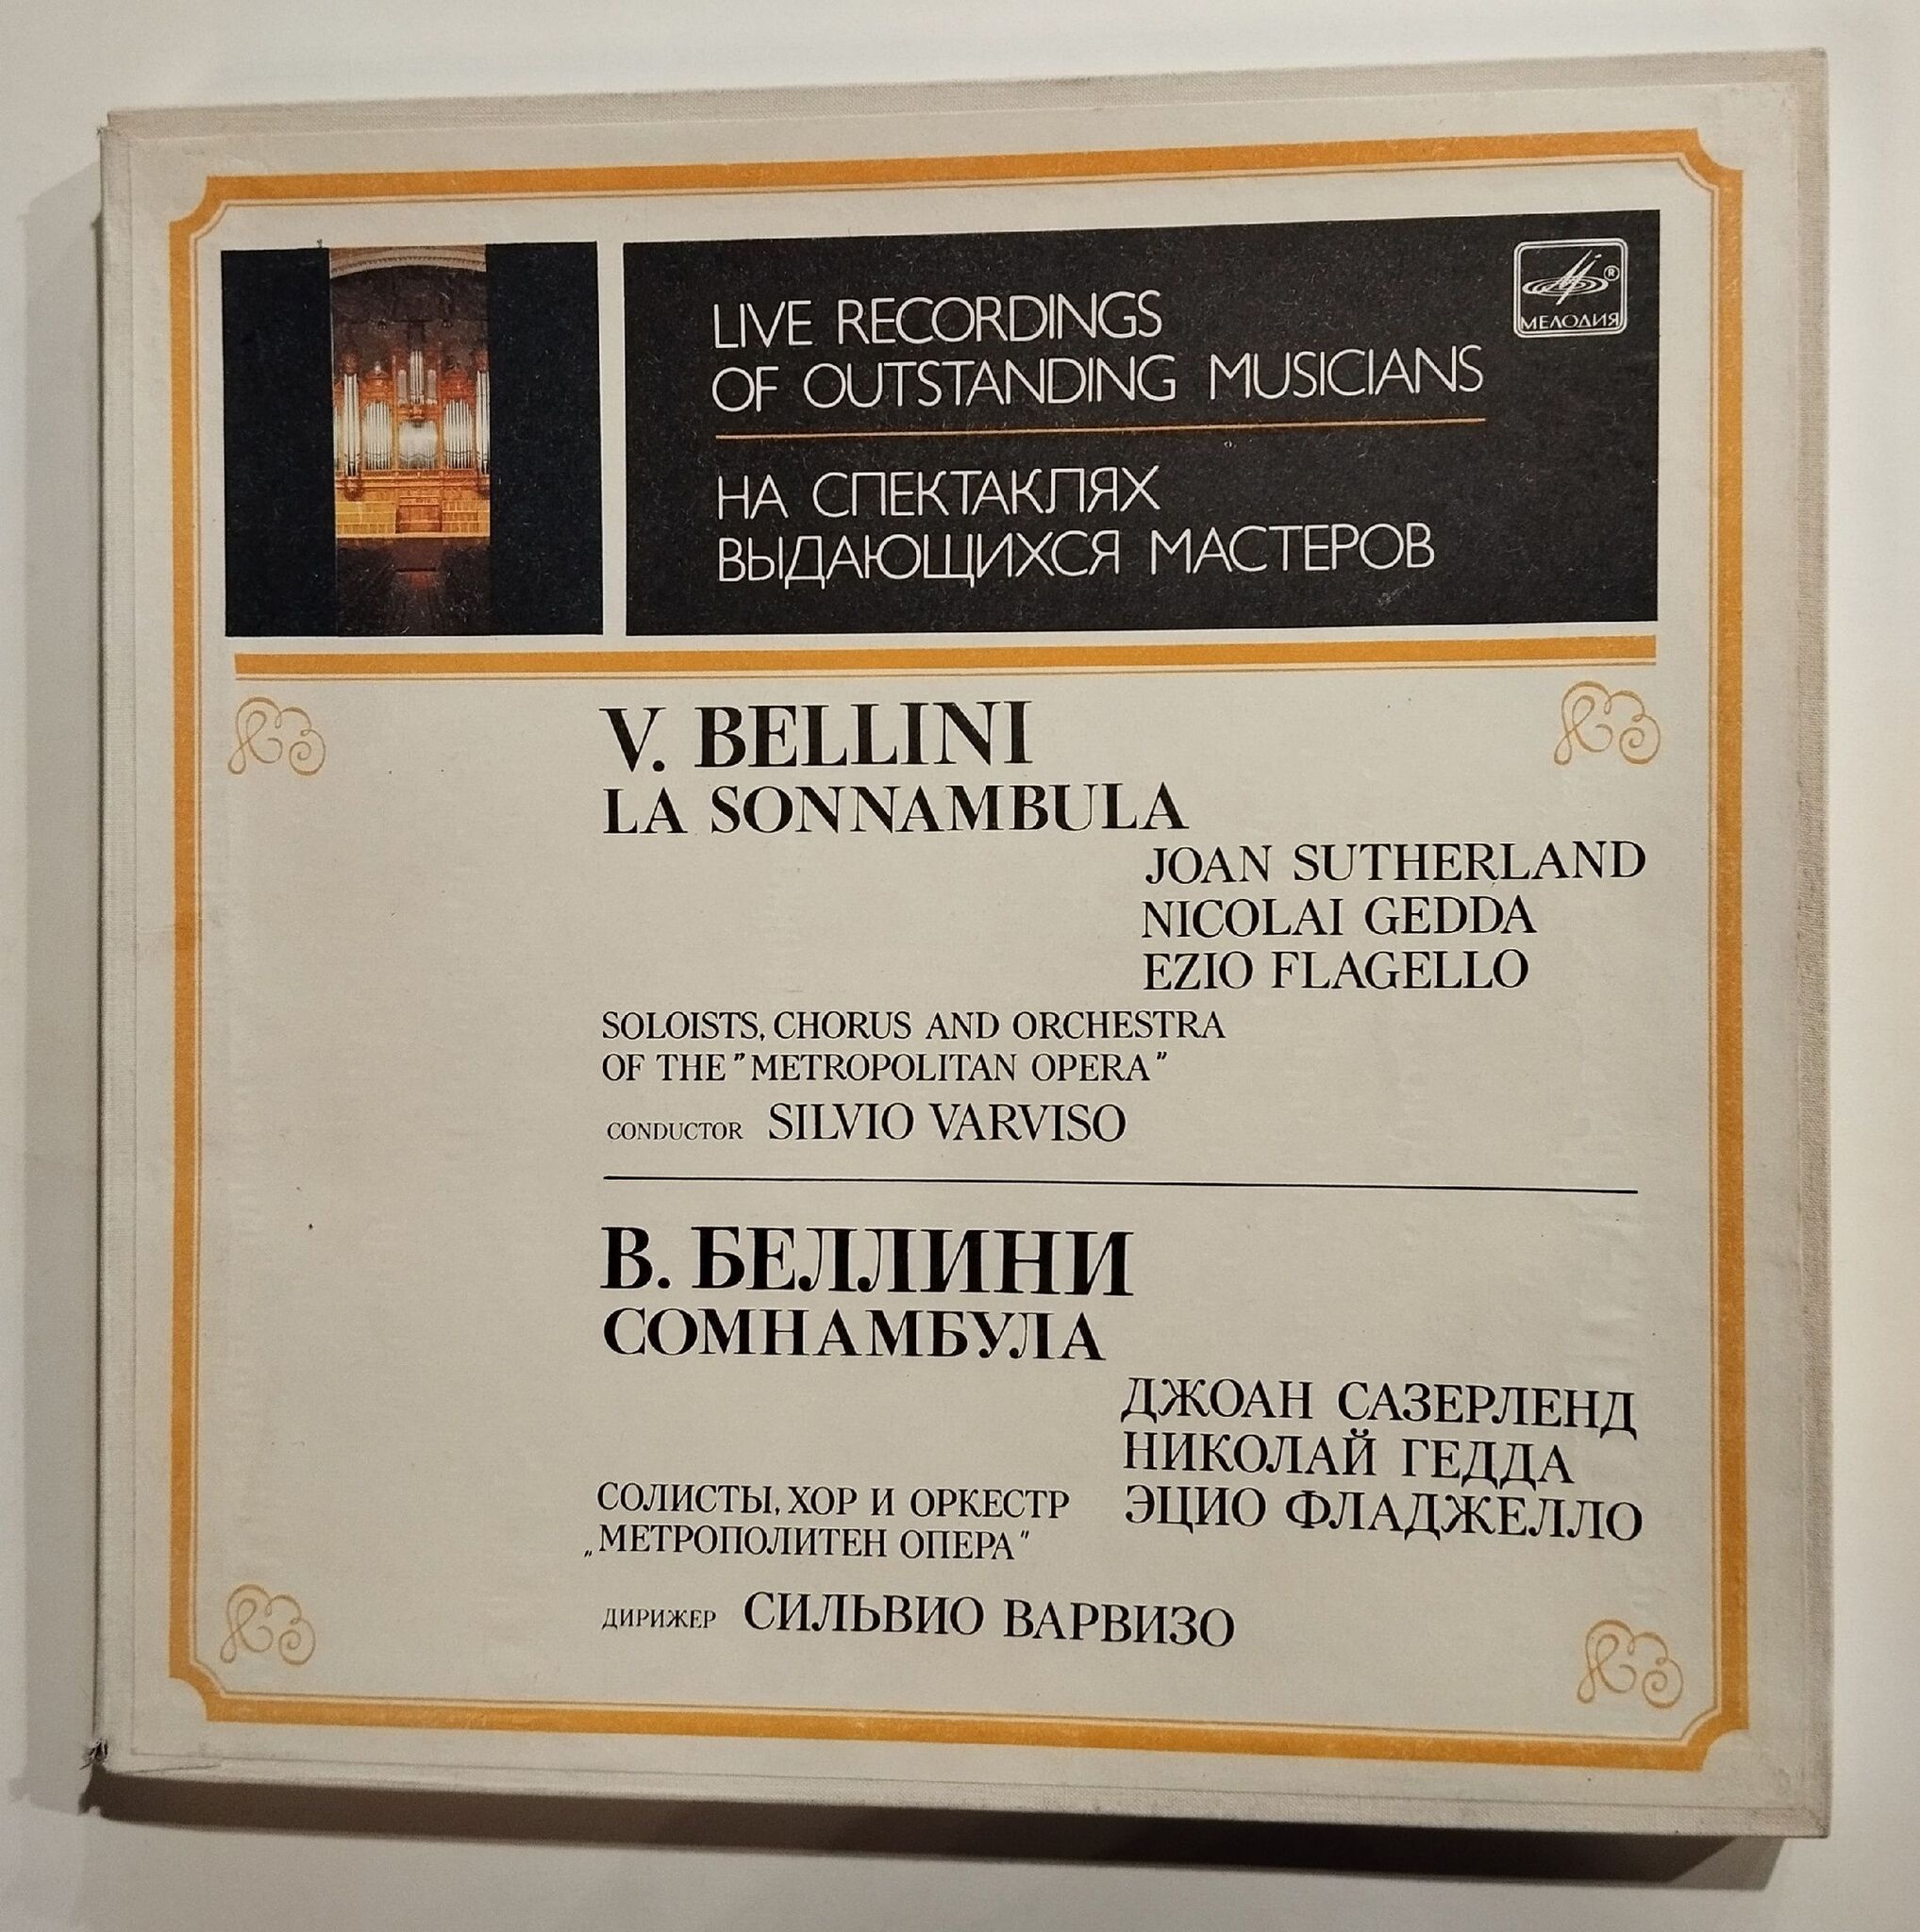 LIVE RECORDINGS
OF OUTSTANDING MUSICIANS
МЕЛОДИЯ
НА СПЕКТАКЛЯХ
ВЫДАЮЩИХСЯ МАСТЕРОВ
V. BELLINI
LA SONNAMBULA
JOAN SUTHERLAND
NICOLAI GEDDA
EZIO FLAGELLO
SOLOISTS, CHORUS AND ORCHESTRA
OF THE "METROPOLITAN OPERA"
CONDUCTOR SILVIO VARVISO
В. БЕЛЛИНИ
СОМНАМБУЛА
ДЖОАН САЗЕРЛЕНД
НИКОЛАЙ ГЕДДА
ЭЦИО ФЛАДЖЕЛЛО
СОЛИСТЫ, ХОР И ОРКЕСТР
„МЕТРОПОЛИТЕН ОПЕРА"
ДИРИЖЕР СИЛЬВИО ВАРВИЗО